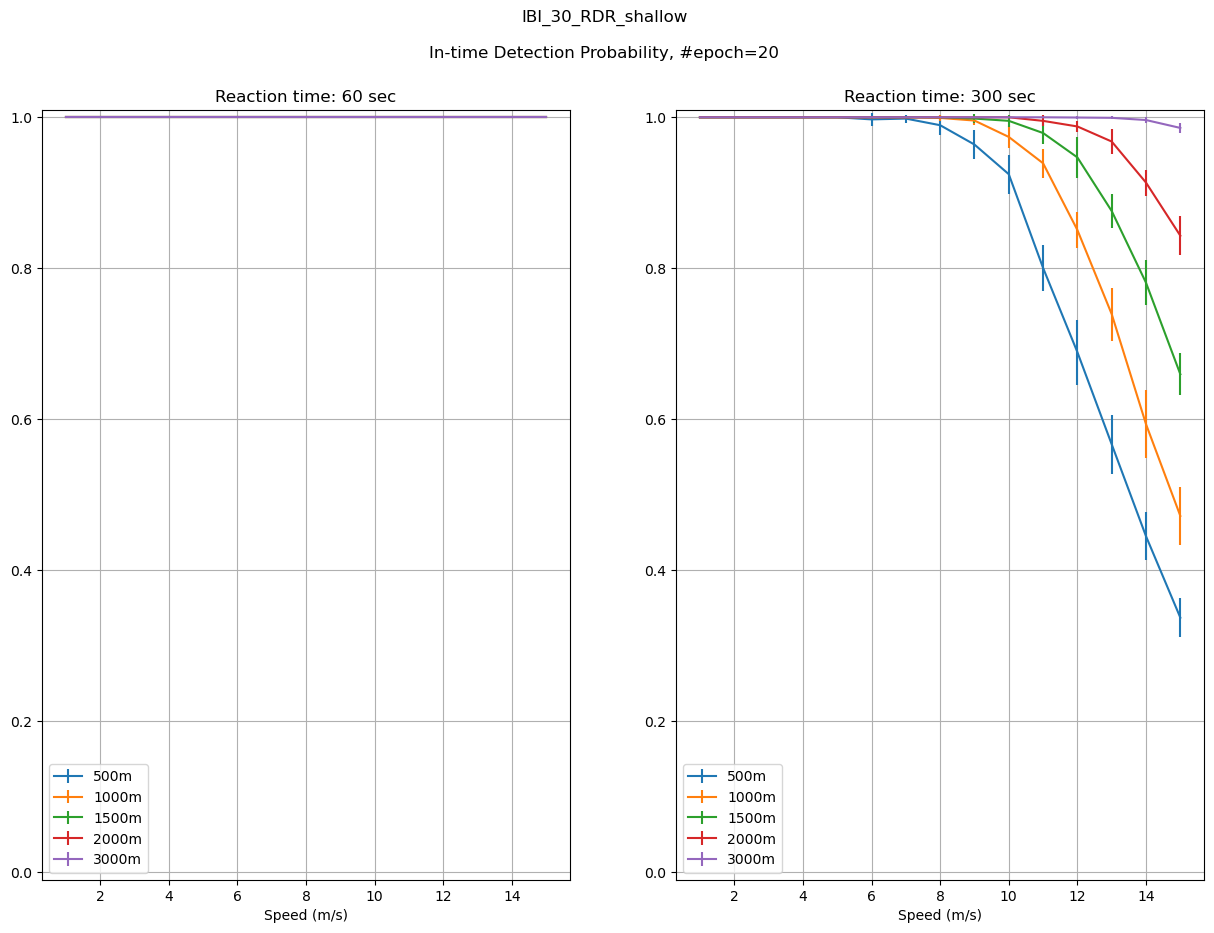 IBI_30_RDR_shallow
In-time Detection Probability, #epoch=20
Reaction time: 60 sec
1.0
0.8
0.6
0.4
0.2
0.0
500m
1000m
1500m
2000m
3000m
2 4 6 8 10 12 14
Speed (m/s)
Reaction time: 300 sec
1.0
0.8
0.6
0.4
0.2
0.0
500m
1000m
1500m
2000m
3000m
2 4 6 8 10 12 14
Speed (m/s)